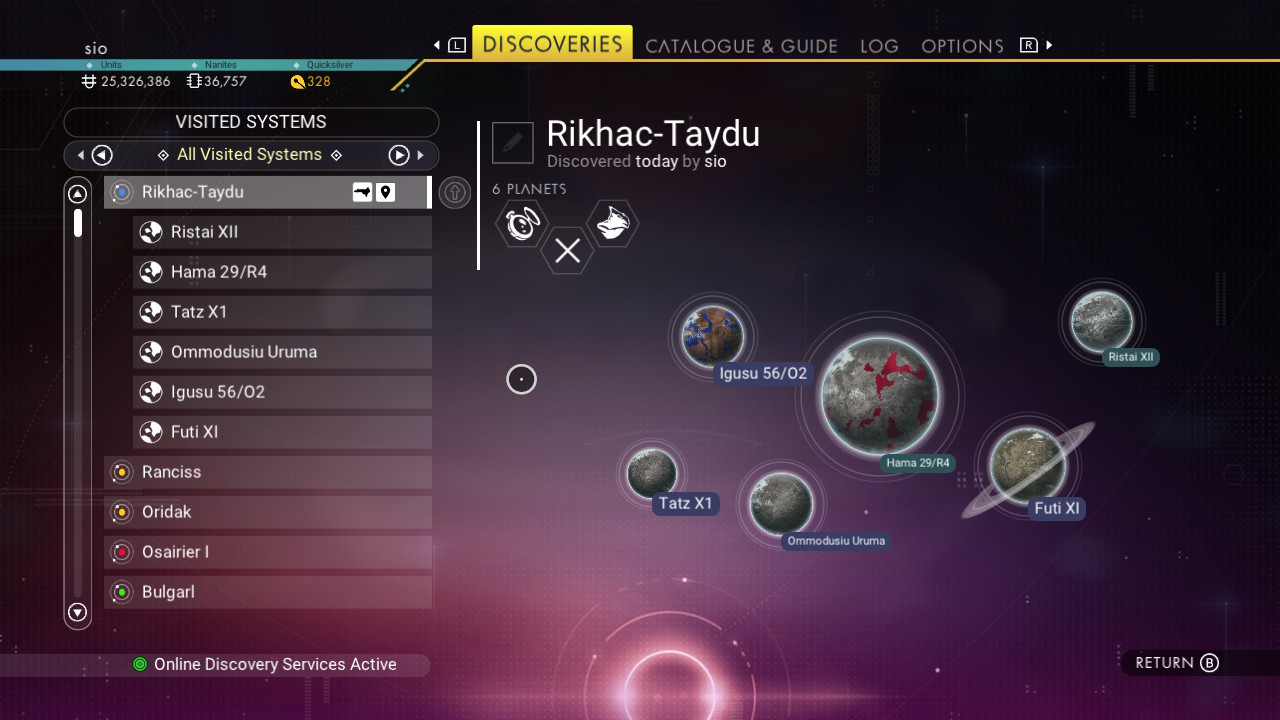 sio
Units
Nanites
Quicksilver
25,326,386
36,757
328
L
DISCOVERIES
CATALOGUE & GUIDE
LOG
OPTIONS
R
VISITED SYSTEMS
All Visited Systems
Rikhac-Taydu
Ristai XII
Hama 29/R4
Tatz X1
Ommodusiu Uruma
Igusu 56/O2
Futi XI
Ranciss
Oridak
Osairier I
Bulgarl
Online Discovery Services Active
Rikhac-Taydu
Discovered today by sio
6 PLANETS
Igusu 56/O2
Ristai XII
Hama 29/R4
Tatz X1
Futi XI
Ommodusiu Uruma
RETURN B